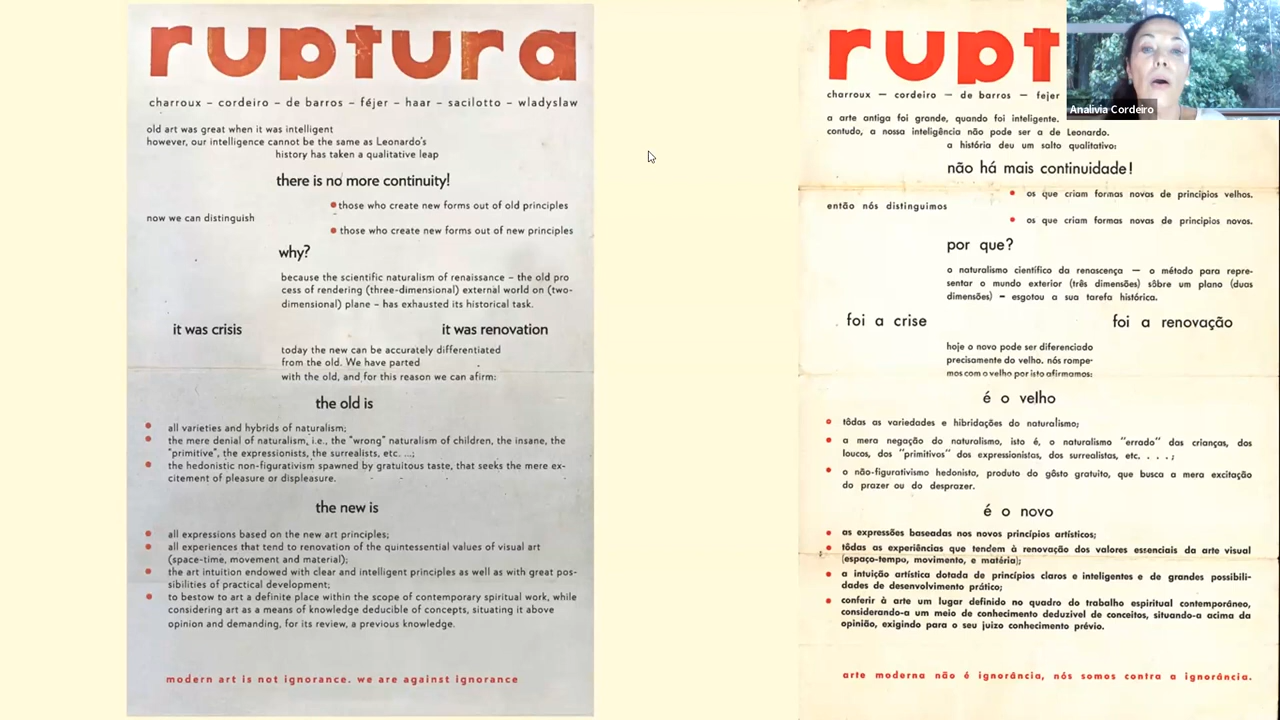 ruptura
charroux – cordeiro – de barros – féjer – haar – sacilotto – wladyslaw
old art was great when it was intelligent
however, our intelligence cannot be the same as Leonardo's
history has taken a qualitative leap
there is no more continuity!
those who create new forms out of old principles
now we can distinguish
those who create new forms out of new principles
why?
because the scientific naturalism of renaissance – the old pro
cess of rendering (three-dimensional) external world on (two-
dimensional) plane – has exhausted its historical task.
it was crisis it was renovation
today the new can be accurately differentiated
from the old. We have parted
with the old, and for this reason we can afirm:
the old is
all varieties and hybrids of naturalism;
the mere denial of naturalism, i.e., the "wrong" naturalism of children, the insane, the
"primitive", the expressionists, the surrealists, etc. ...;
the hedonistic non-figurativism spawned by gratuitous taste, that seeks the mere ex-
citement of pleasure or displeasure.
the new is
all expressions based on the new art principles;
all experiences that tend to renovation of the quintessential values of visual art
(space-time, movement and material);
the art intuition endowed with clear and intelligent principles as well as with great pos-
sibilities of practical development;
to bestow to art a definite place within the scope of contemporary spiritual work, while
considering art as a means of knowledge deducible of concepts, situating it above
opinion and demanding, for its review, a previous knowledge.
modern art is not ignorance. we are against ignorance
rupt
charroux — cordeiro — de barros — fejer
Analivia Cordeiro
a arte antiga foi grande, quando foi inteligente.
contudo, a nossa inteligência não pode ser a de Leonardo.
a história deu um salto qualitativo:
não há mais continuidade!
os que criam formas novas de princípios velhos.
então nós distinguimos
os que criam formas novas de princípios novos.
por que?
o naturalismo científico da renascença — o método para repre-
sentar o mundo exterior (três dimensões) sôbre um plano (duas
dimensões) — esgotou a sua tarefa histórica.
foi a crise foi a renovação
hoje o novo pode ser diferenciado
precisamente do velho. nós rompe-
mos com o velho por isto afirmamos:
é o velho
tôdas as variedades e hibridações do naturalismo;
a mera negação do naturalismo, isto é, o naturalismo "errado" das crianças, dos
loucos, dos "primitivos" dos expressionistas, dos surrealistas, etc. . . . ;
o não-figurativismo hedonista, produto do gôsto gratuito, que busca a mera excitação
do prazer ou do desprazer.
é o novo
as expressões baseadas nos novos princípios artísticos;
tôdas as experiências que tendem à renovação dos valores essenciais da arte visual
(espaço-tempo, movimento, e matéria);
a intuição artística dotada de princípios claros e inteligentes e de grandes possibili-
dades de desenvolvimento prático;
conferir à arte um lugar definido no quadro do trabalho espiritual contemporâneo,
considerando-a um meio de conhecimento deduzível de conceitos, situando-a acima da
opinião, exigindo para o seu juízo conhecimento prévio.
arte moderna não é ignorância, nós somos contra a ignorância.